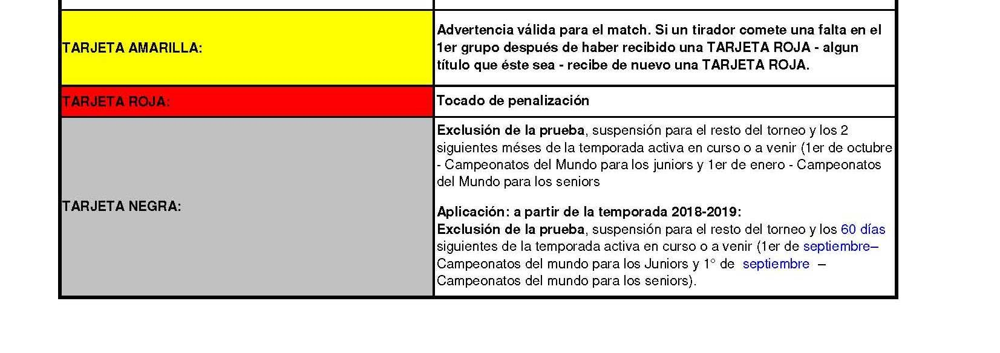 TARJETA AMARILLA:
Advertencia válida para el match. Si un tirador comete una falta en el
1er grupo después de haber recibido una TARJETA ROJA - algun
título que éste sea - recibe de nuevo una TARJETA ROJA.
TARJETA ROJA:
Tocado de penalización
TARJETA NEGRA:
Exclusión de la prueba, suspensión para el resto del torneo y los 2
siguientes méses de la temporada activa en curso o a venir (1er de octubre
- Campeonatos del Mundo para los juniors y 1er de enero - Campeonatos
del Mundo para los seniors
Aplicación: a partir de la temporada 2018-2019:
Exclusión de la prueba, suspensión para el resto del torneo y los 60 días
siguientes de la temporada activa en curso o a venir (1er de septiembre–
Campeonatos del mundo para los Juniors y 1° de septiembre –
Campeonatos del mundo para los seniors).